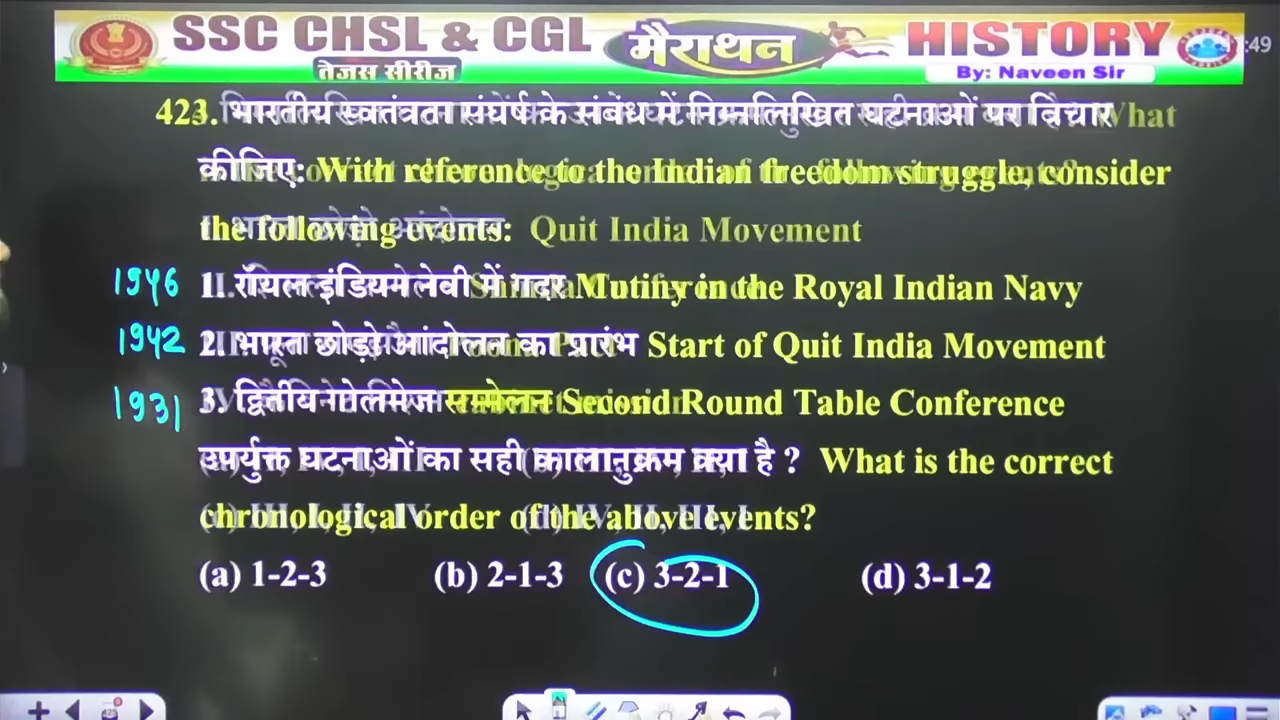 SSC CHSL & CGL मैराथन HISTORY :49
तेजस सीरीज By: Naveen Sir
423. भारतीय स्वतंत्रता संघर्ष के संबंध में निम्नलिखित घटनाओं पर विचार What
कीजिए: With reference to the Indian freedom struggle, consider
the following events: Quit India Movement
1946 1. रॉयल इंडियन नेवी में गदर Mutiny in the Royal Indian Navy
1942 2. भारत छोड़ो आंदोलन का प्रारंभ Start of Quit India Movement
1931 3. द्वितीय गोलमेज सम्मेलन Second Round Table Conference
उपर्युक्त घटनाओं का सही कालानुक्रम क्या है ? What is the correct
chronological order of the above events?
(a) 1-2-3 (b) 2-1-3 (c) 3-2-1 (d) 3-1-2